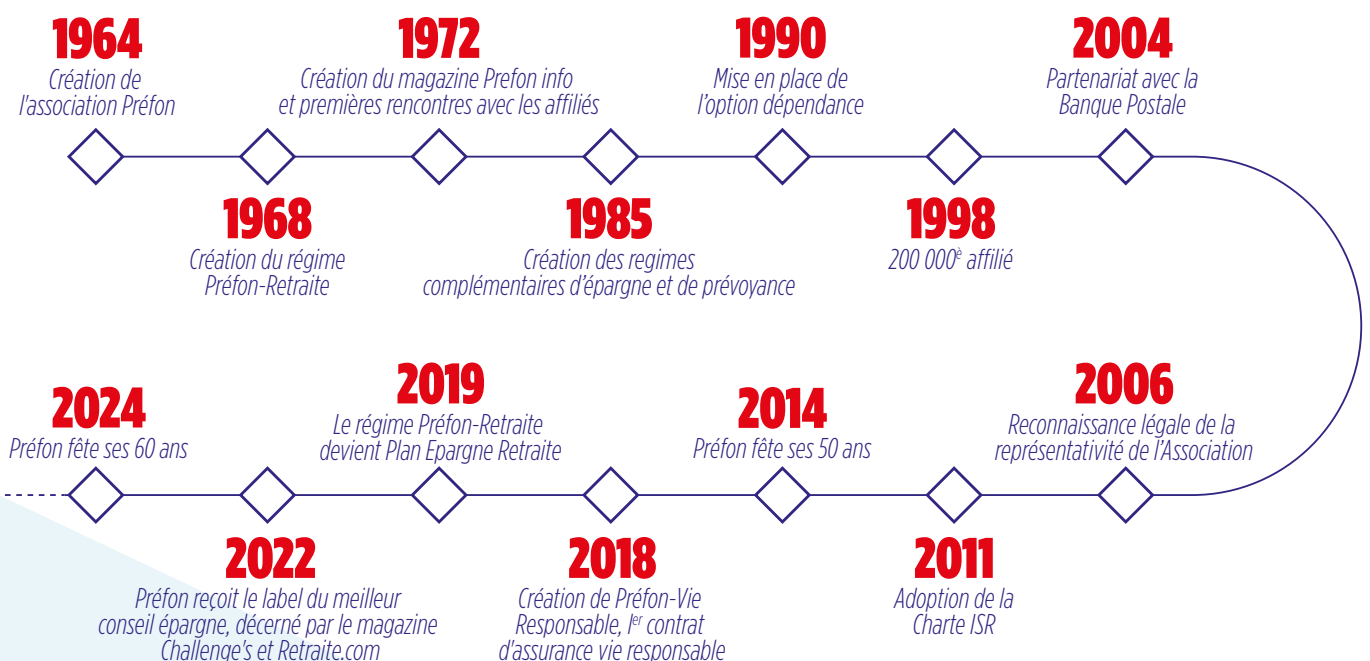 1964
Création de
l'association Préfon
1968
Création du régime
Préfon-Retraite
1972
Création du magazine Prefon info
et premières rencontres avec les affiliés
1985
Création des regimes
complémentaires d'épargne et de prévoyance
1990
Mise en place de
l'option dépendance
1998
200 000è affilié
2004
Partenariat avec la
Banque Postale
2006
Reconnaissance légale de la
représentativité de l'Association
2011
Adoption de la
Charte ISR
2014
Préfon fête ses 50 ans
2018
Création de Préfon-Vie
Responsable, 1er contrat
d'assurance vie responsable
2019
Le régime Préfon-Retraite
devient Plan Epargne Retraite
2022
Préfon reçoit le label du meilleur
conseil épargne, décerné par le magazine
Challenge's et Retraite.com
2024
Préfon fête ses 60 ans